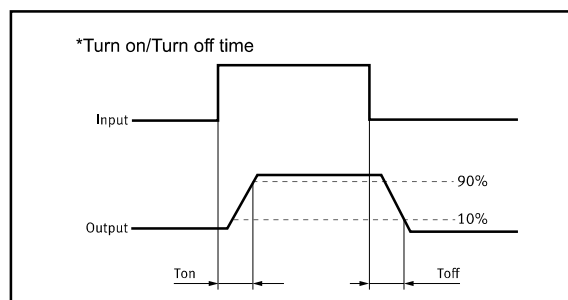 *Turn on/Turn off time
Input
90%
10%
Output
Ton
Toff